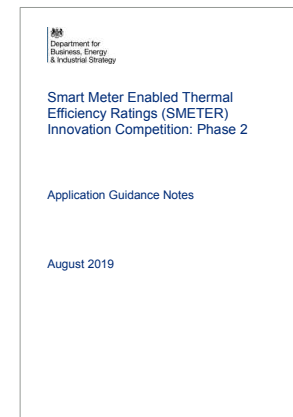 Department for
Business, Energy
& Industrial Strategy
Smart Meter Enabled Thermal
Efficiency Ratings (SMETER)
Innovation Competition: Phase 2
Application Guidance Notes
August 2019